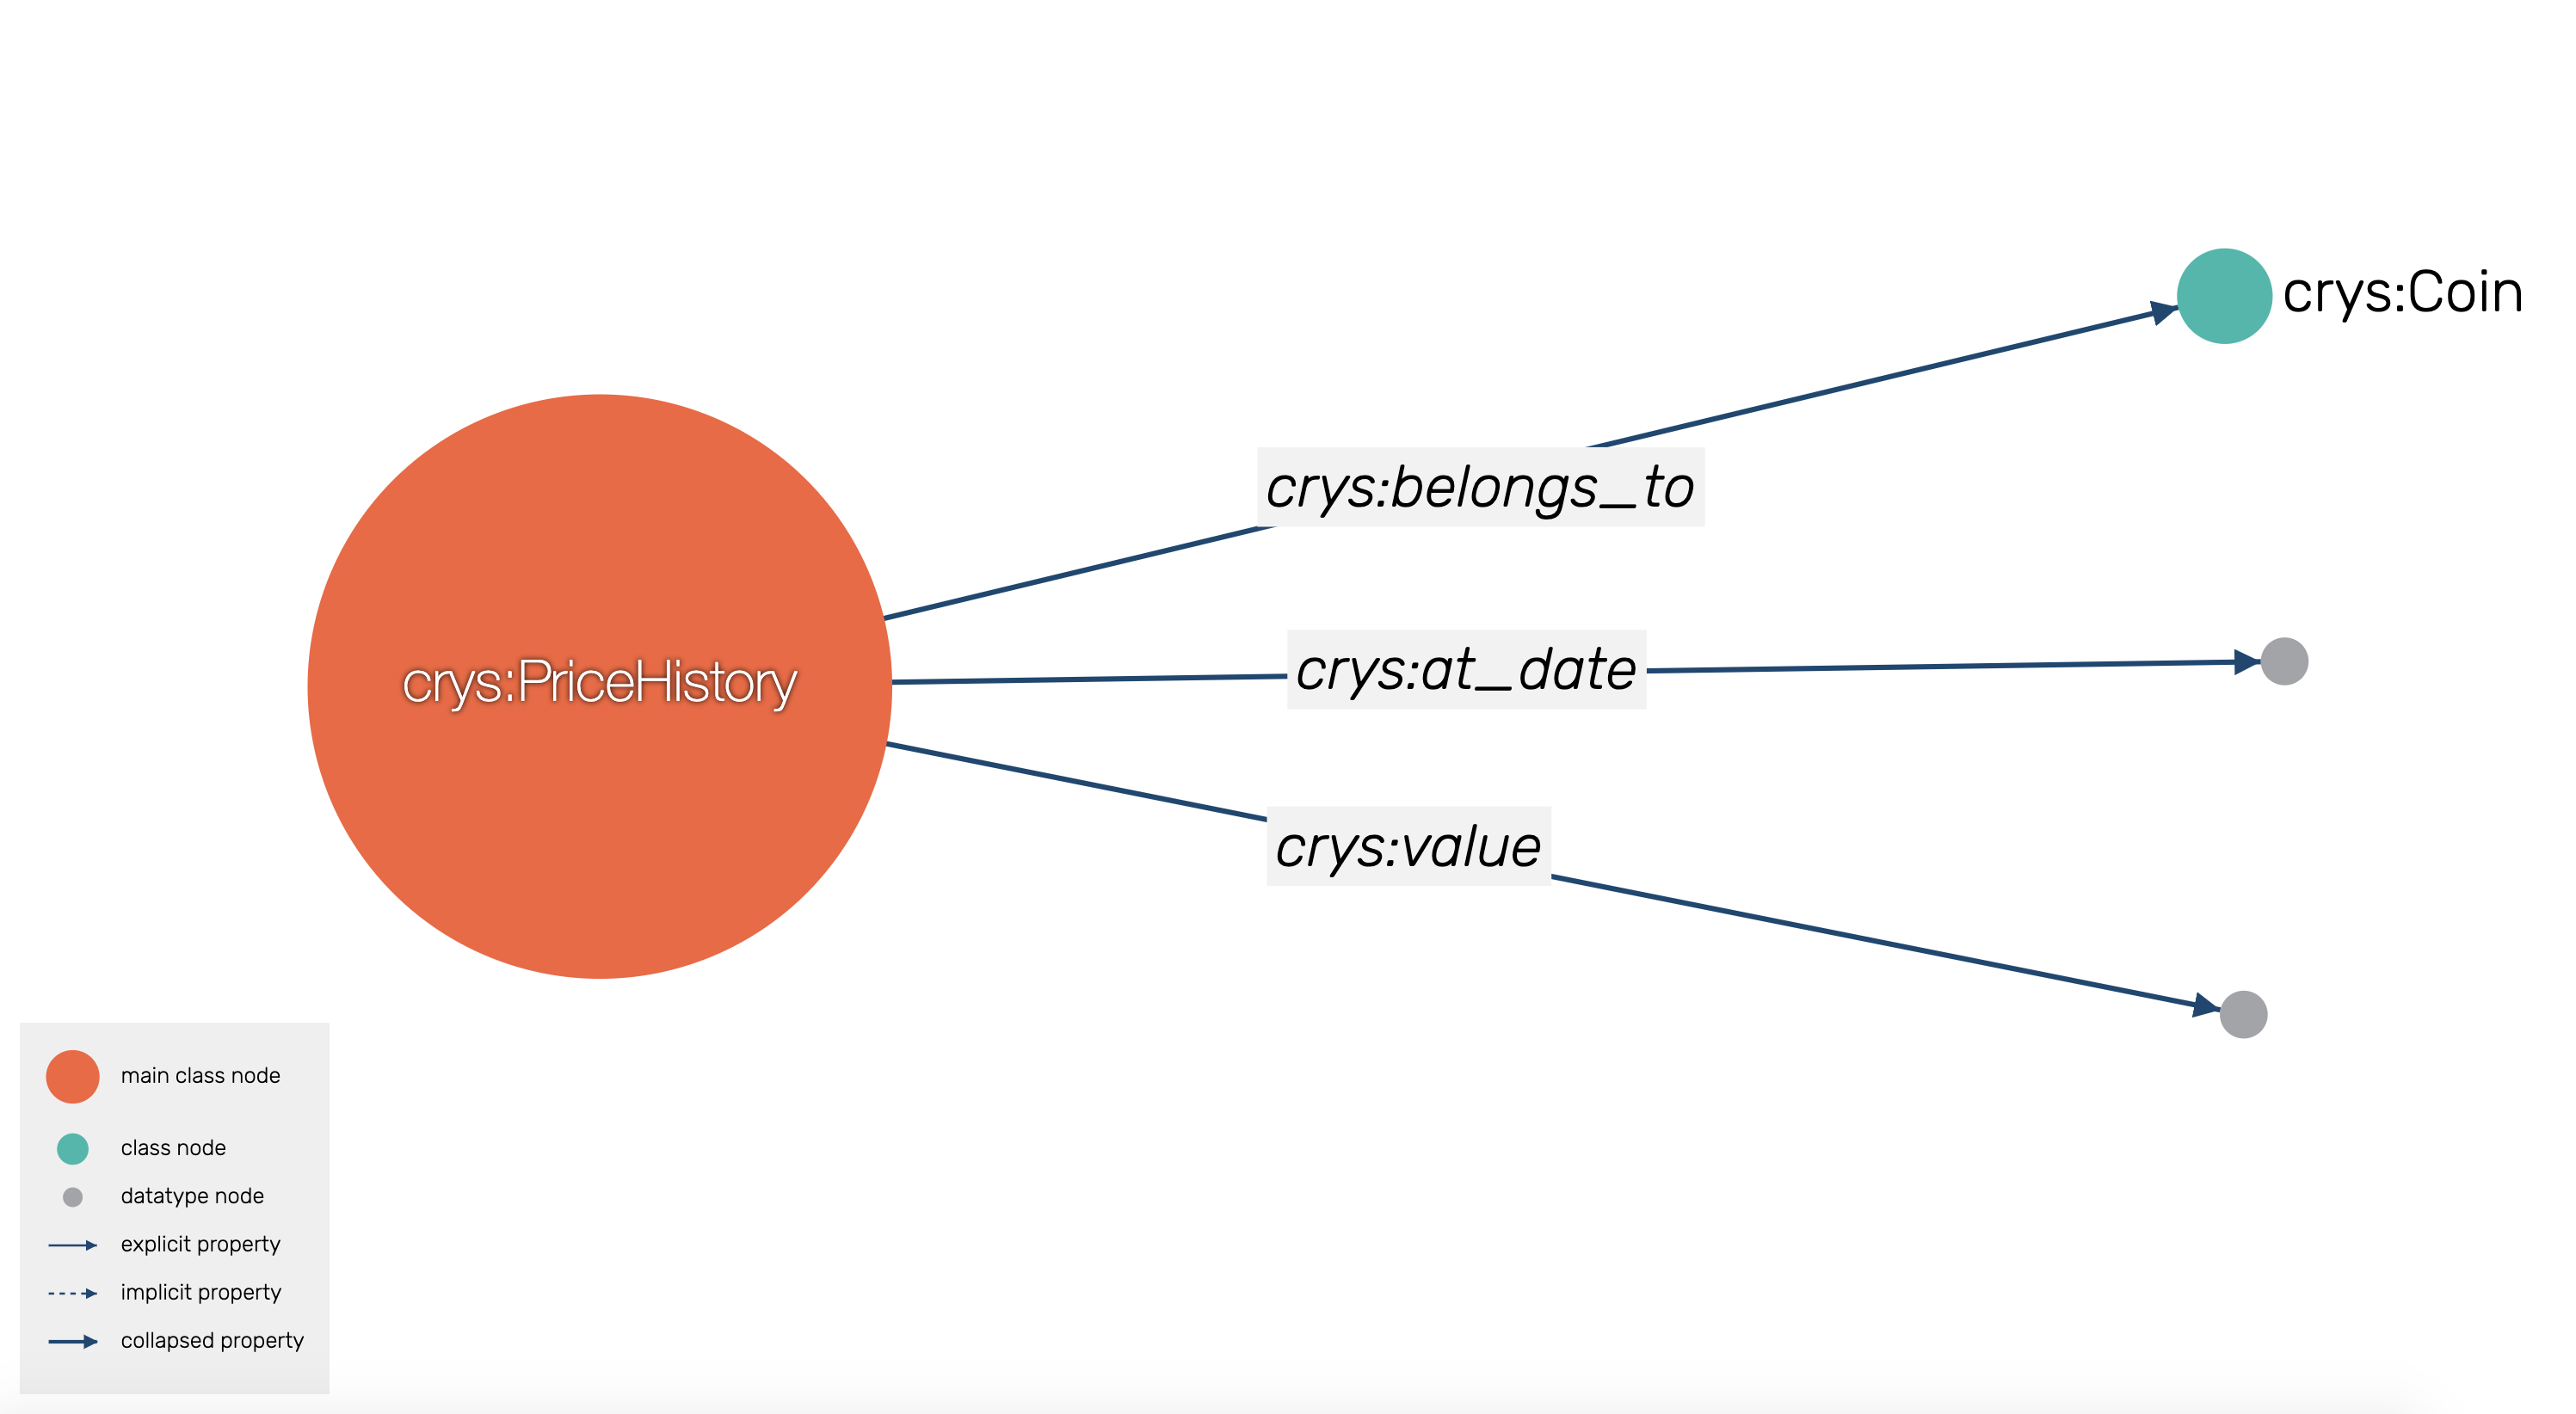 crys:Coin
crys:belongs_to
crys:PriceHistory
crys:at_date
crys:value
main class node
class node
datatype node
explicit property
implicit property
collapsed property